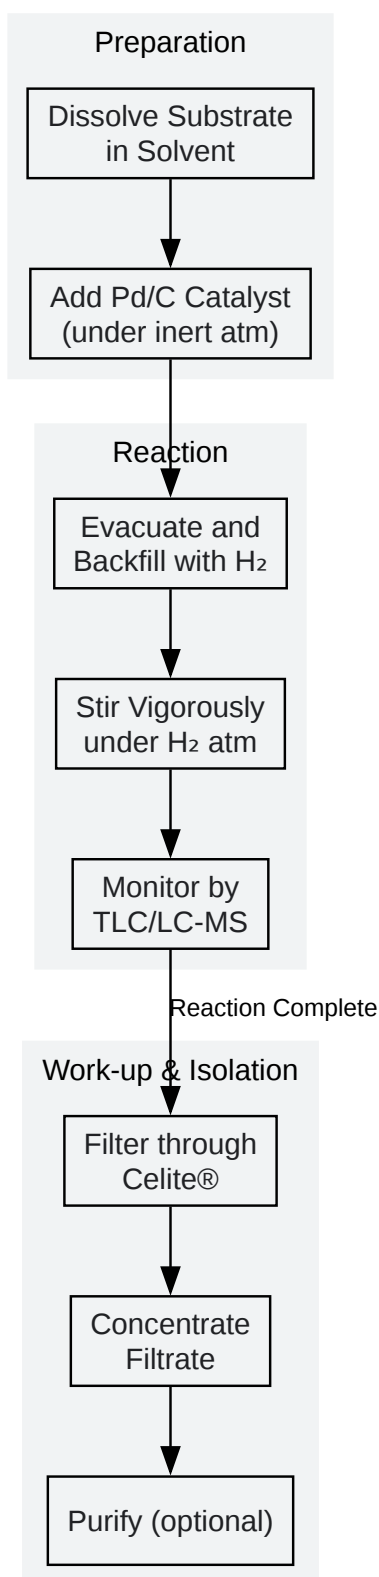 Preparation
Dissolve Substrate
in Solvent
Add Pd/C Catalyst
(under inert atm)
Reaction
Evacuate and
Backfill with H₂
Stir Vigorously
under H₂ atm
Monitor by
TLC/LC-MS
Reaction Complete
Work-up & Isolation
Filter through
Celite®
Concentrate
Filtrate
Purify (optional)